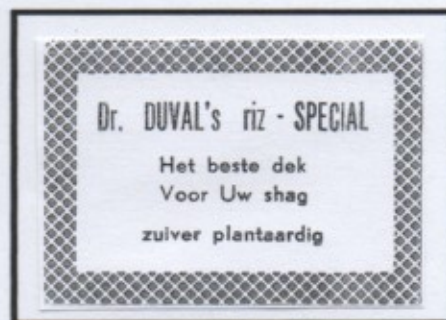 Dr. DUVAL's riz - SPECIAL
Het beste dek
Voor Uw shag
zuiver plantaardig